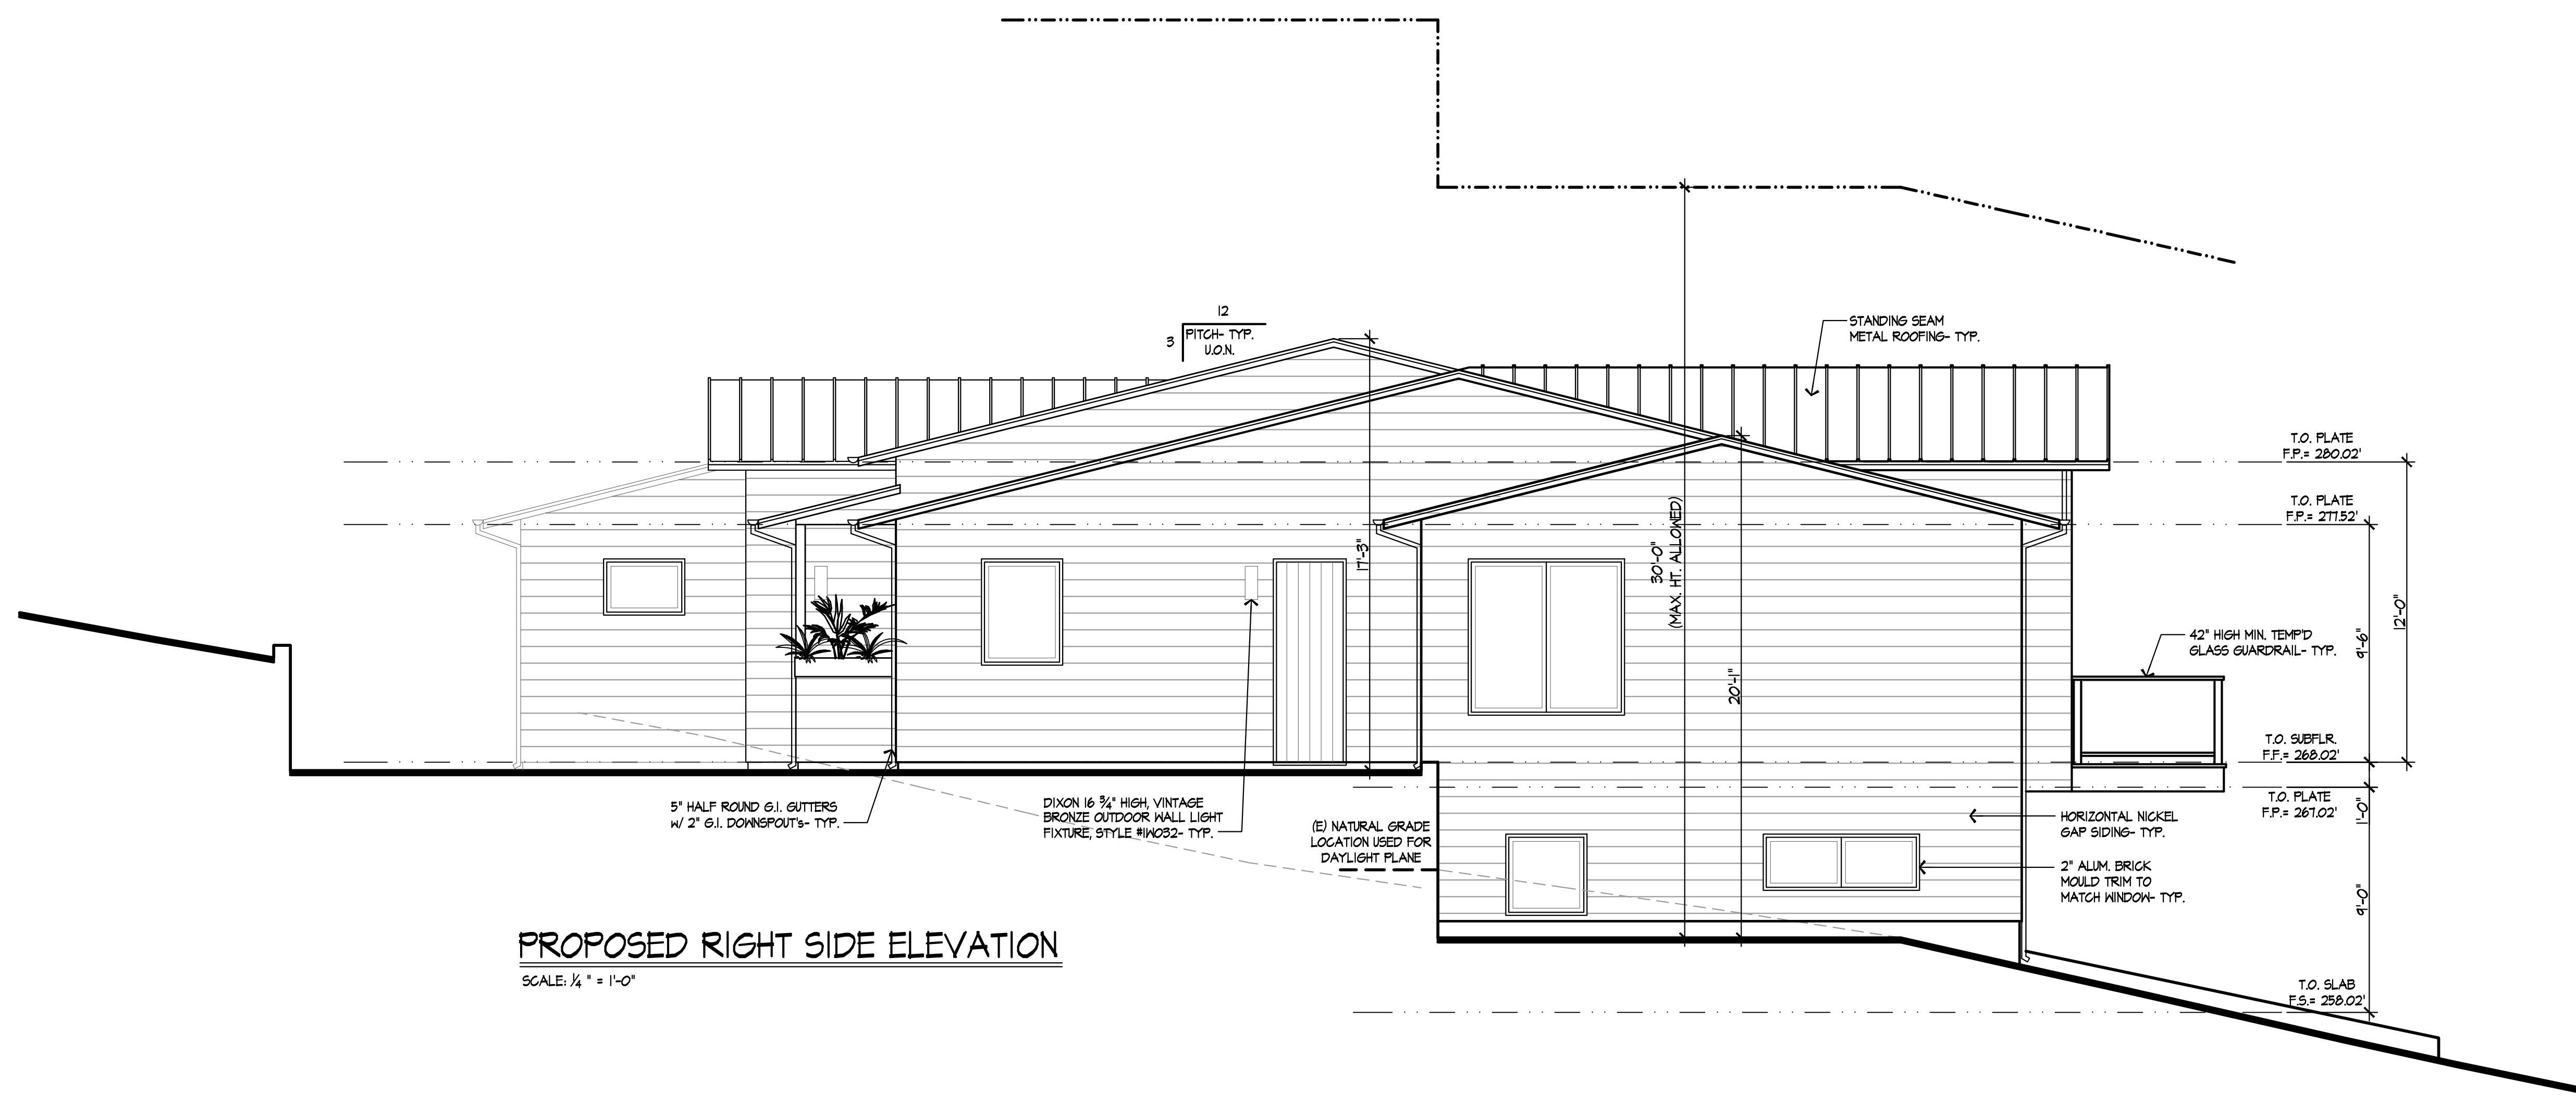 12
3
PITCH- TYP.
U.O.N.
STANDING SEAM
METAL ROOFING- TYP.
T.O. PLATE
F.P.= 280.02'
T.O. PLATE
F.P.= 277.52'
17'-3"
30'-0"
(MAX. HT. ALLOWED)
20'-1"
12'-0"
9'-6"
42" HIGH MIN. TEMP'D
GLASS GUARDRAIL- TYP.
T.O. SUBFLR.
F.F.= 268.02'
T.O. PLATE
F.P.= 267.02'
1'-0"
5" HALF ROUND G.I. GUTTERS
w/ 2" G.I. DOWNSPOUT's- TYP.
DIXON 16 3/4" HIGH, VINTAGE
BRONZE OUTDOOR WALL LIGHT
FIXTURE, STYLE #1W032- TYP.
(E) NATURAL GRADE
LOCATION USED FOR
DAYLIGHT PLANE
HORIZONTAL NICKEL
GAP SIDING- TYP.
2" ALUM. BRICK
MOULD TRIM TO
MATCH WINDOW- TYP.
9'-0"
PROPOSED RIGHT SIDE ELEVATION
SCALE: 1/4 " = 1'-0"
T.O. SLAB
F.S.= 258.02'